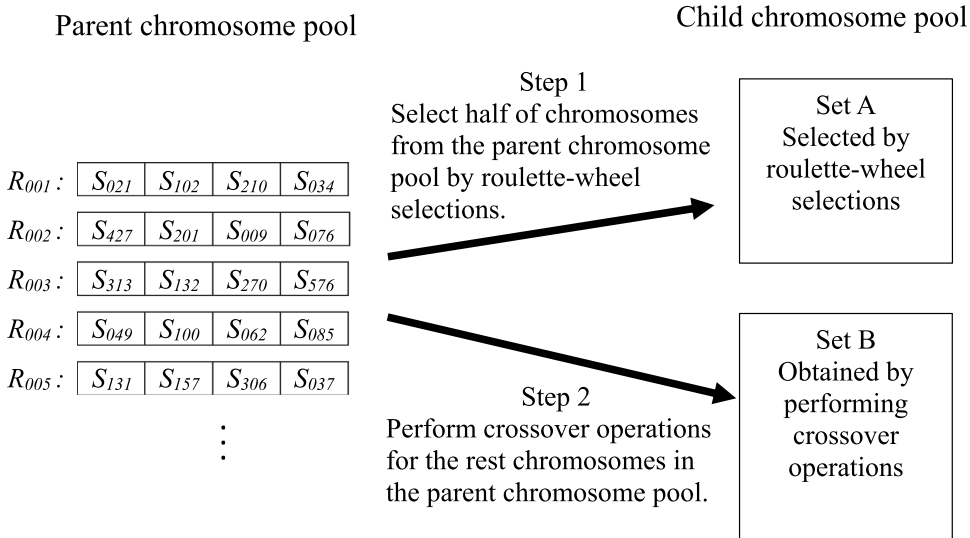 Parent chromosome pool
Child chromosome pool
Step 1
Select half of chromosomes
from the parent chromosome
pool by roulette-wheel
selections.
Set A
Selected by
roulette-wheel
selections
R001 : S021 S102 S210 S034
R002 : S427 S201 S009 S076
R003 : S313 S132 S270 S576
R004 : S049 S100 S062 S085
R005 : S131 S157 S306 S037
Step 2
Perform crossover operations
for the rest chromosomes in
the parent chromosome pool.
Set B
Obtained by
performing
crossover
operations